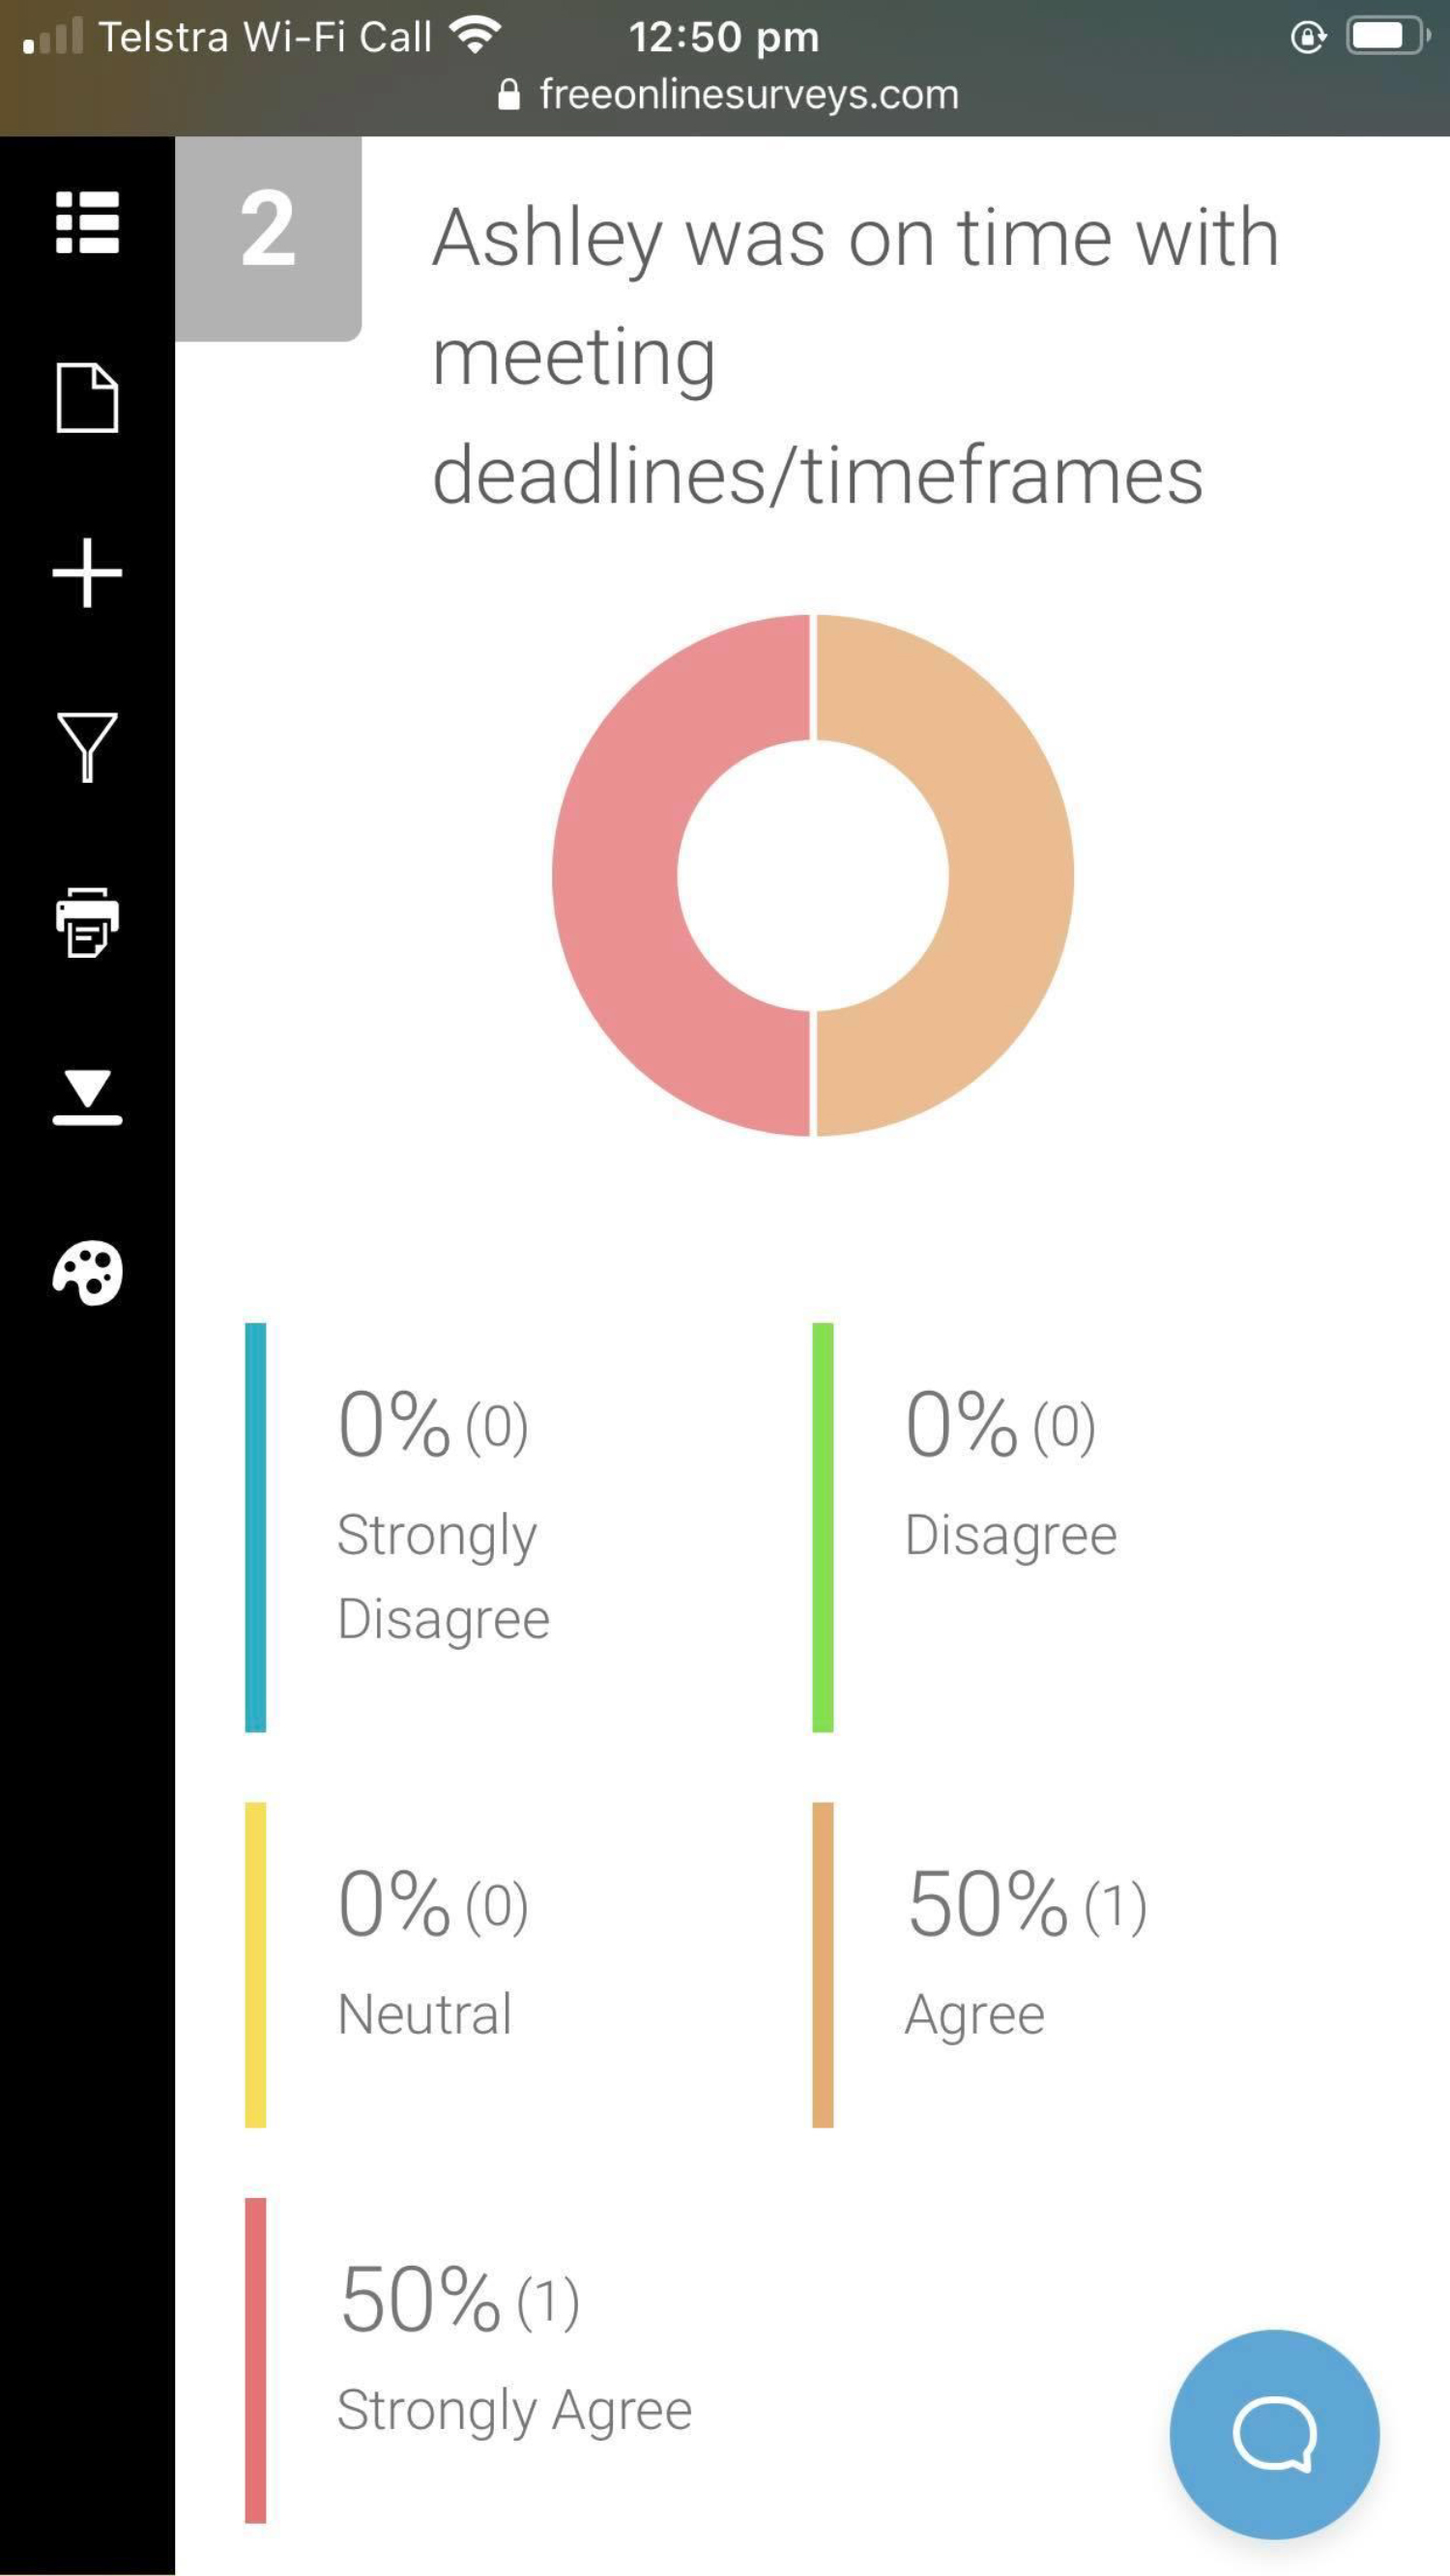 Telstra Wi-Fi Call 12:50 pm
freeonlinesurveys.com
2
Ashley was on time with
meeting
deadlines/timeframes
0% (0)
Strongly
Disagree
0% (0)
Disagree
0% (0)
Neutral
50% (1)
Agree
50% (1)
Strongly Agree